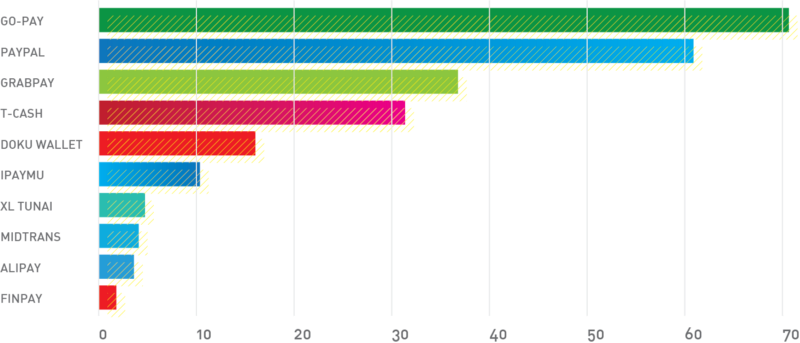 GO-PAY
PAYPAL
GRABPAY
T-CASH
DOKU WALLET
IPAYMU
XL TUNAI
MIDTRANS
ALIPAY
FINPAY
0 10 20 30 40 50 60 70